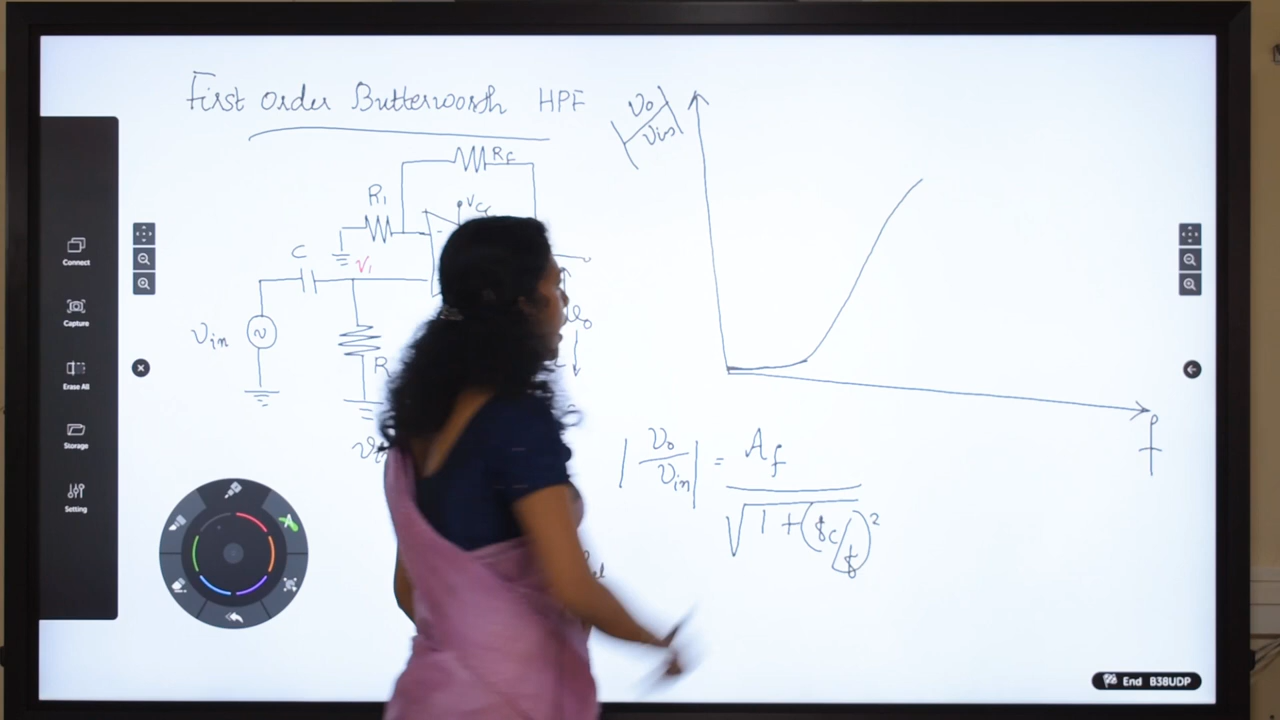 First order Butterworth HPF
Rf
R1
Vcc
-
C
V1
Vin
~
R
Vo
|Vo/Vin|
f
|Vo/Vin| = Af / √1 + (fc/f)²
Connect
Capture
Erase All
Storage
Setting
End B38UDP